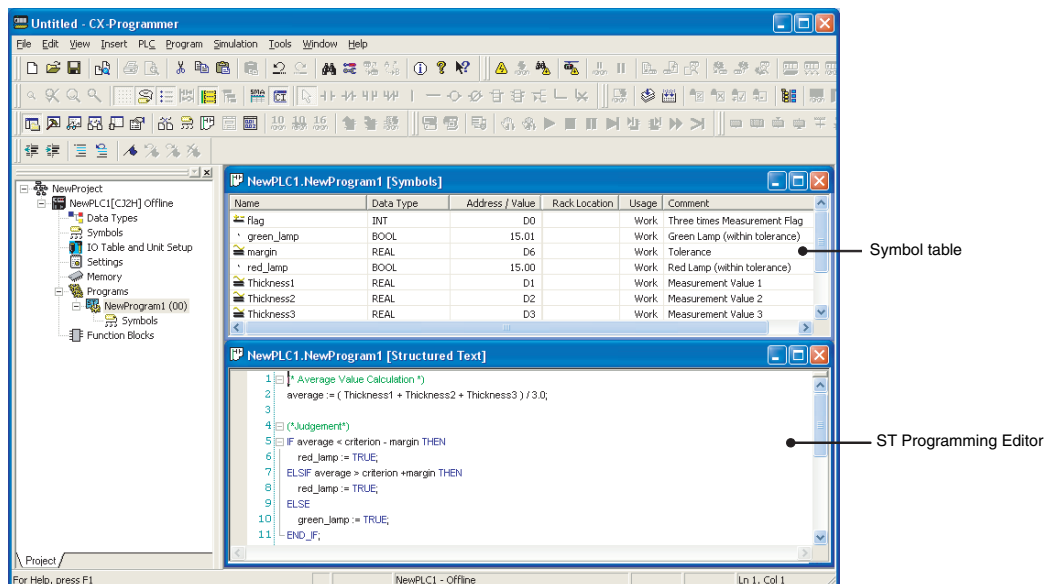 Untitled - CX-Programmer
File Edit View Insert PLC Program Simulation Tools Window Help
10 10 16
NewProject
NewPLC1[CJ2H] Offline
Data Types
Symbols
IO Table and Unit Setup
Settings
Memory
Programs
NewProgram1 (00)
Symbols
Function Blocks
Project
NewPLC1.NewProgram1 [Symbols]
Name Data Type Address / Value Rack Location Usage Comment
flag INT D0 Work Three times Measurement Flag
green_lamp BOOL 15.01 Work Green Lamp (within tolerance)
margin REAL D6 Work Tolerance
red_lamp BOOL 15.00 Work Red Lamp (within tolerance)
Thickness1 REAL D1 Work Measurement Value 1
Thickness2 REAL D2 Work Measurement Value 2
Thickness3 REAL D3 Work Measurement Value 3
Symbol table
NewPLC1.NewProgram1 [Structured Text]
1 (* Average Value Calculation *)
2 average := ( Thickness1 + Thickness2 + Thickness3 ) / 3.0;
3
4 (*Judgement*)
5 IF average < criterion - margin THEN
6 red_lamp := TRUE;
7 ELSIF average > criterion +margin THEN
8 red_lamp := TRUE;
9 ELSE
10 green_lamp := TRUE;
11 END_IF;
ST Programming Editor
For Help, press F1 NewPLC1 - Offline Ln 1, Col 1